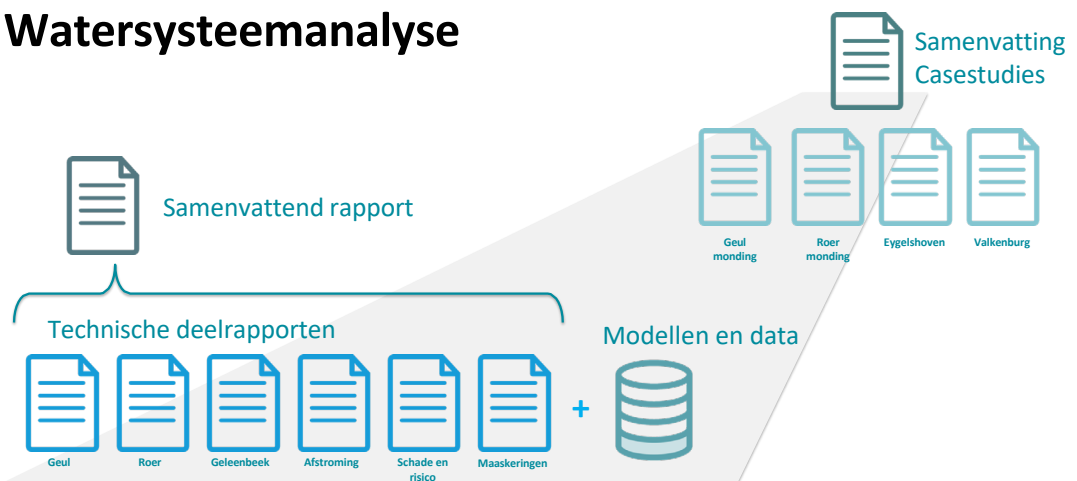 Watersysteemanalyse
Samenvatting
Casestudies
Geul
monding
Roer
monding
Eygelshoven
Valkenburg
Samenvattend rapport
Technische deelrapporten
Modellen en data
Geul
Roer
Geleenbeek
Afstroming
Schade en
risico
Maaskeringen
+